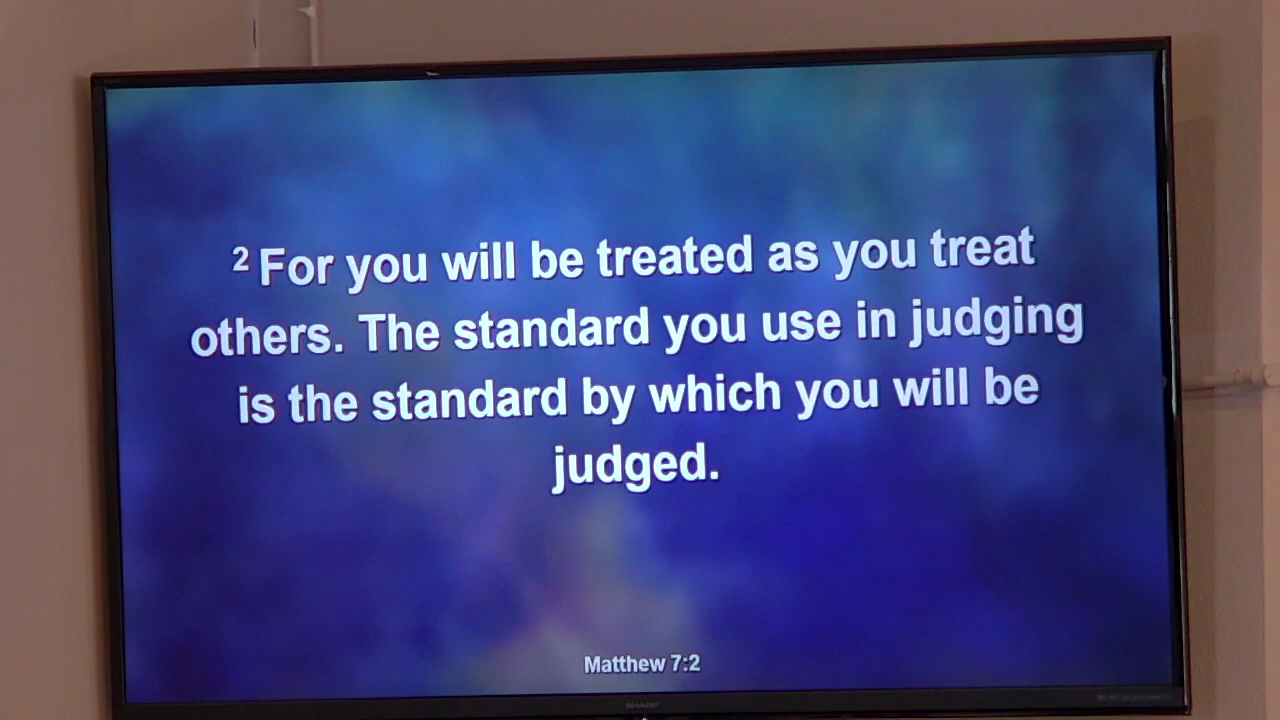 ² For you will be treated as you treat
others. The standard you use in judging
is the standard by which you will be
judged.
Matthew 7:2
SHARP